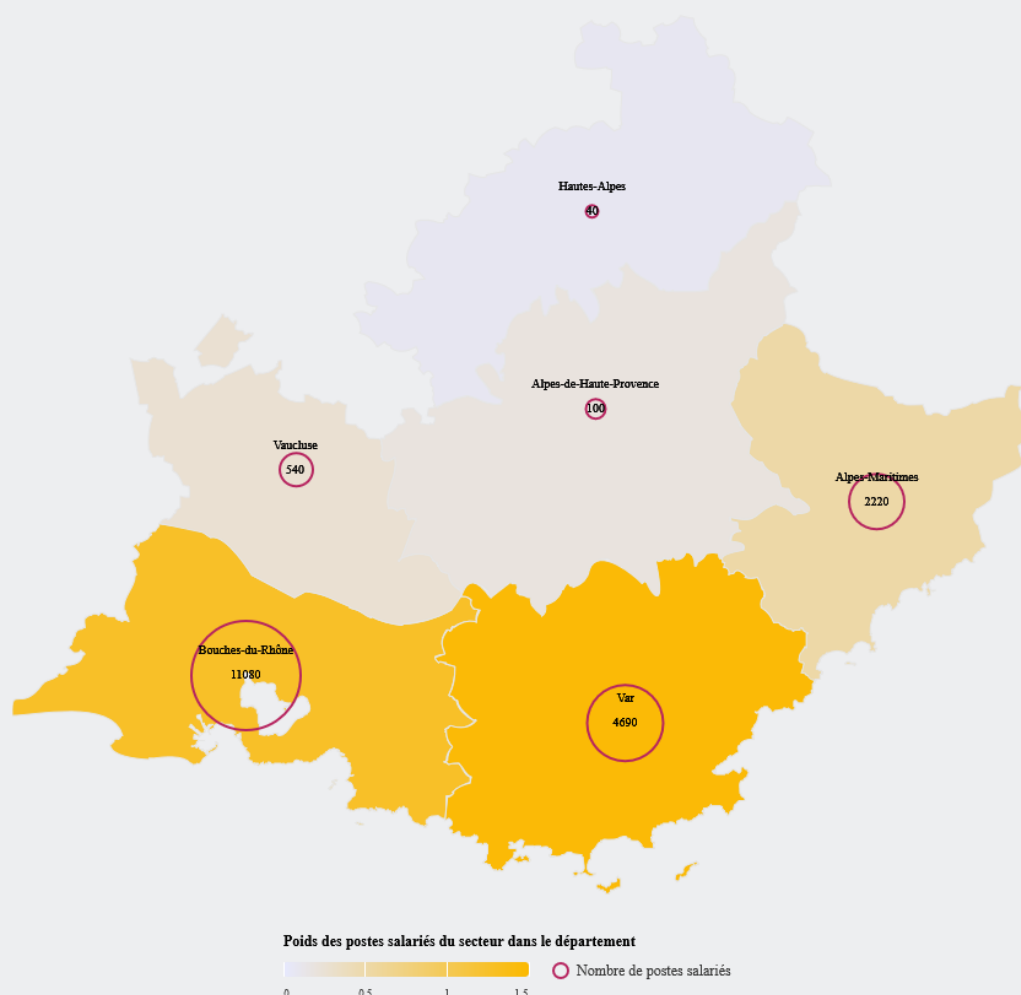 Hautes-Alpes
40
Alpes-de-Haute-Provence
100
Vaucluse
540
Alpes-Maritimes
2220
Bouches-du-Rhône
11080
Var
4690
Poids des postes salariés du secteur dans le département
Nombre de postes salariés
0 0.5 1 1.5